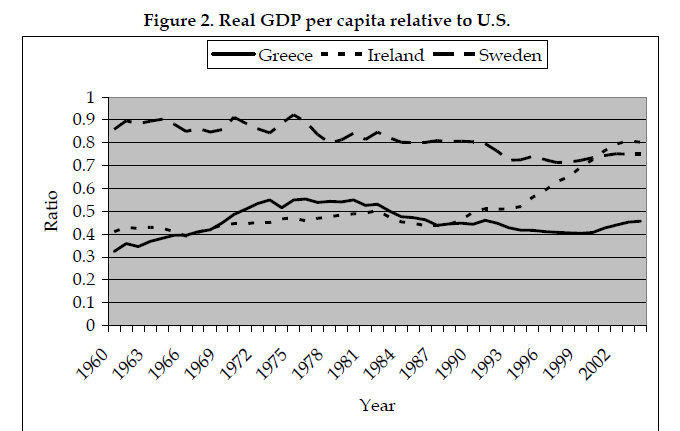 Figure 2. Real GDP per capita relative to U.S.
Greece Ireland Sweden
1
0.9
0.8
0.7
0.6
0.5
0.4
0.3
0.2
0.1
0
Ratio
1960 1963 1966 1969 1972 1975 1978 1981 1984 1987 1990 1993 1996 1999 2002
Year